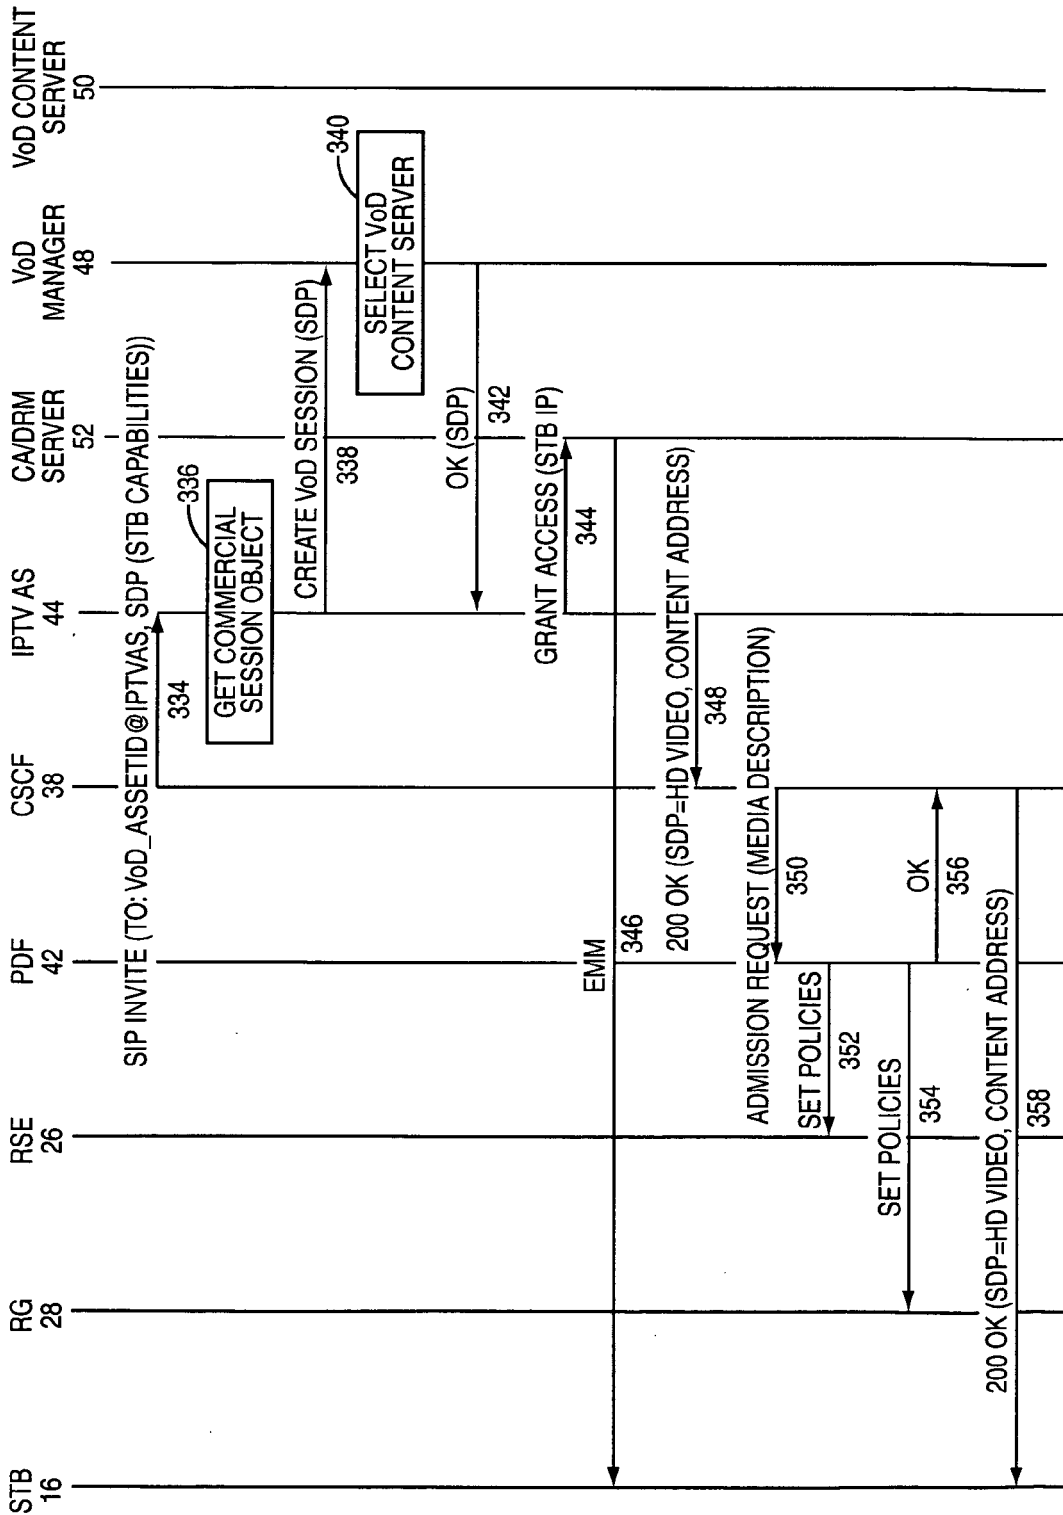 STB
16
RG
28
RSE
26
PDF
42
CSCF
38
IPTV AS
44
CA/DRM
SERVER
52
VoD
MANAGER
48
VoD CONTENT
SERVER
50
SIP INVITE (TO: VoD_ASSETID@IPTVAS, SDP (STB CAPABILITIES))
334
336
GET COMMERCIAL
SESSION OBJECT
CREATE VoD SESSION (SDP)
338
340
SELECT VoD
CONTENT SERVER
OK (SDP)
342
GRANT ACCESS (STB IP)
344
EMM
346
200 OK (SDP=HD VIDEO, CONTENT ADDRESS)
348
ADMISSION REQUEST (MEDIA DESCRIPTION)
350
SET POLICIES
352
SET POLICIES
354
OK
356
200 OK (SDP=HD VIDEO, CONTENT ADDRESS)
358